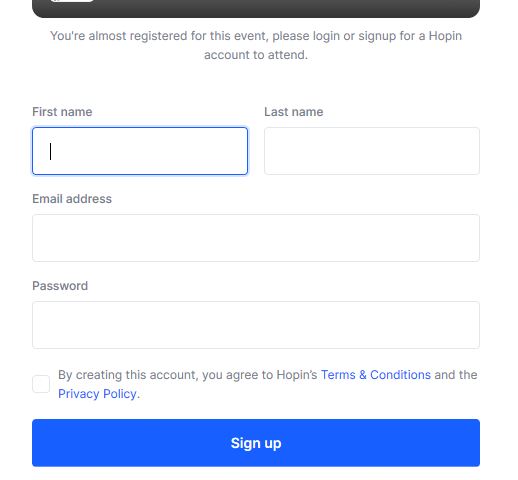 You're almost registered for this event, please login or signup for a Hopin
account to attend.
First name
Last name
Email address
Password
By creating this account, you agree to Hopin’s Terms & Conditions and the
Privacy Policy.
Sign up